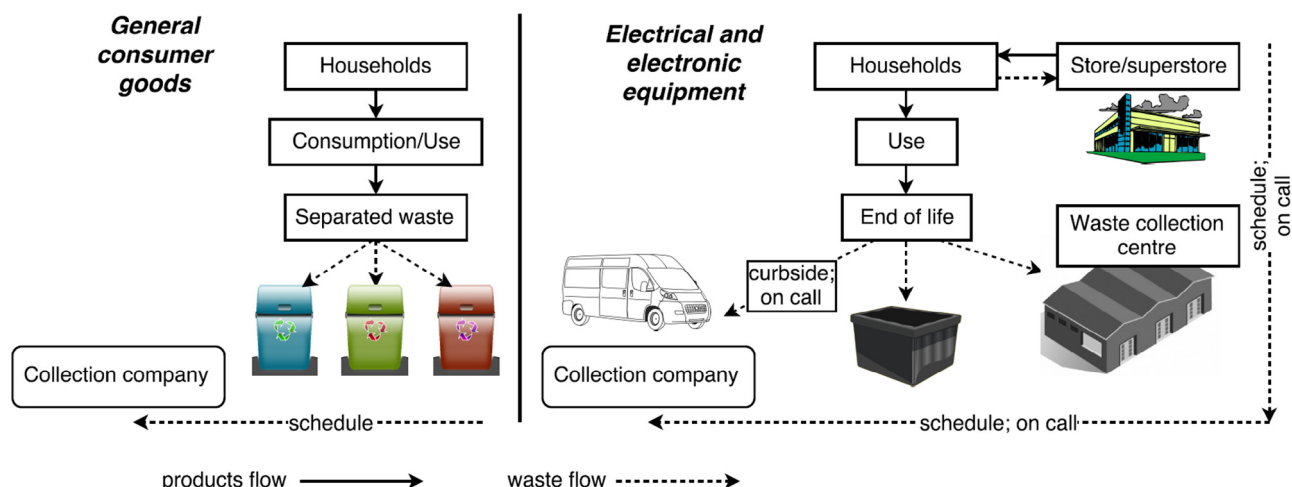 General
consumer
goods
Households
Consumption/Use
Separated waste
Collection company
schedule
Electrical and
electronic
equipment
Households
Store/superstore
Use
End of life
Waste collection
centre
curbside;
on call
schedule;
on call
Collection company
schedule; on call
products flow
waste flow